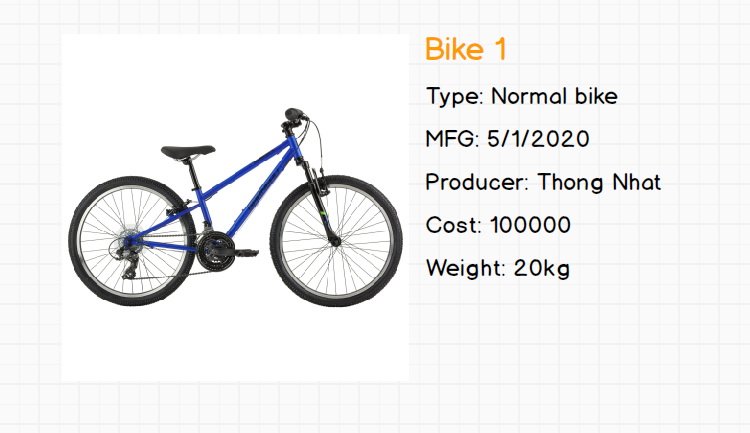 Bike 1
Type: Normal bike
MFG: 5/1/2020
Producer: Thong Nhat
Cost: 100000
Weight: 20kg